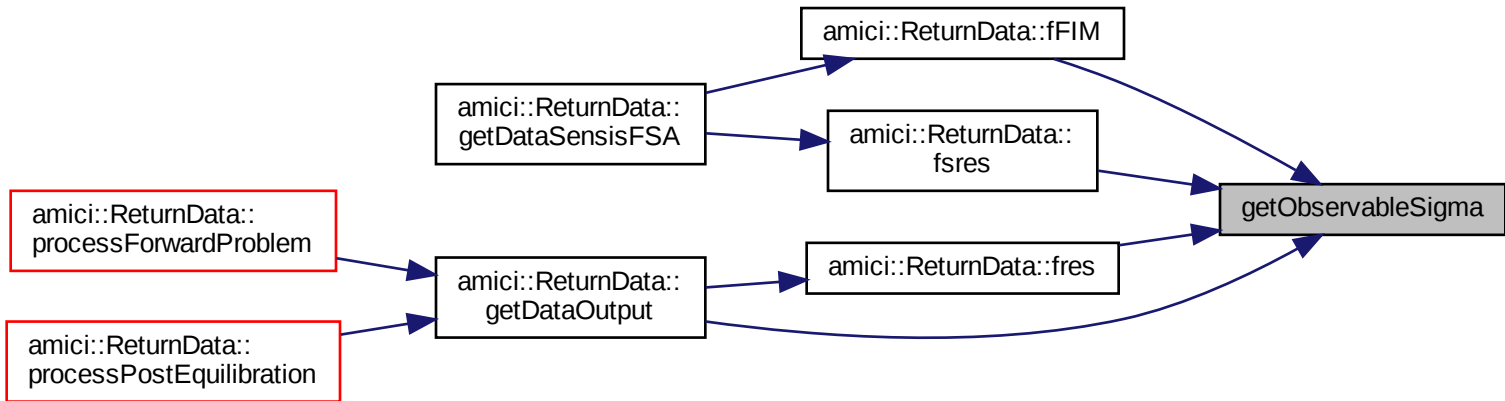 amici::ReturnData::fFIM
amici::ReturnData::
getDataSensisFSA
amici::ReturnData::
fsres
amici::ReturnData::
processForwardProblem
getObservableSigma
amici::ReturnData::fres
amici::ReturnData::
getDataOutput
amici::ReturnData::
processPostEquilibration